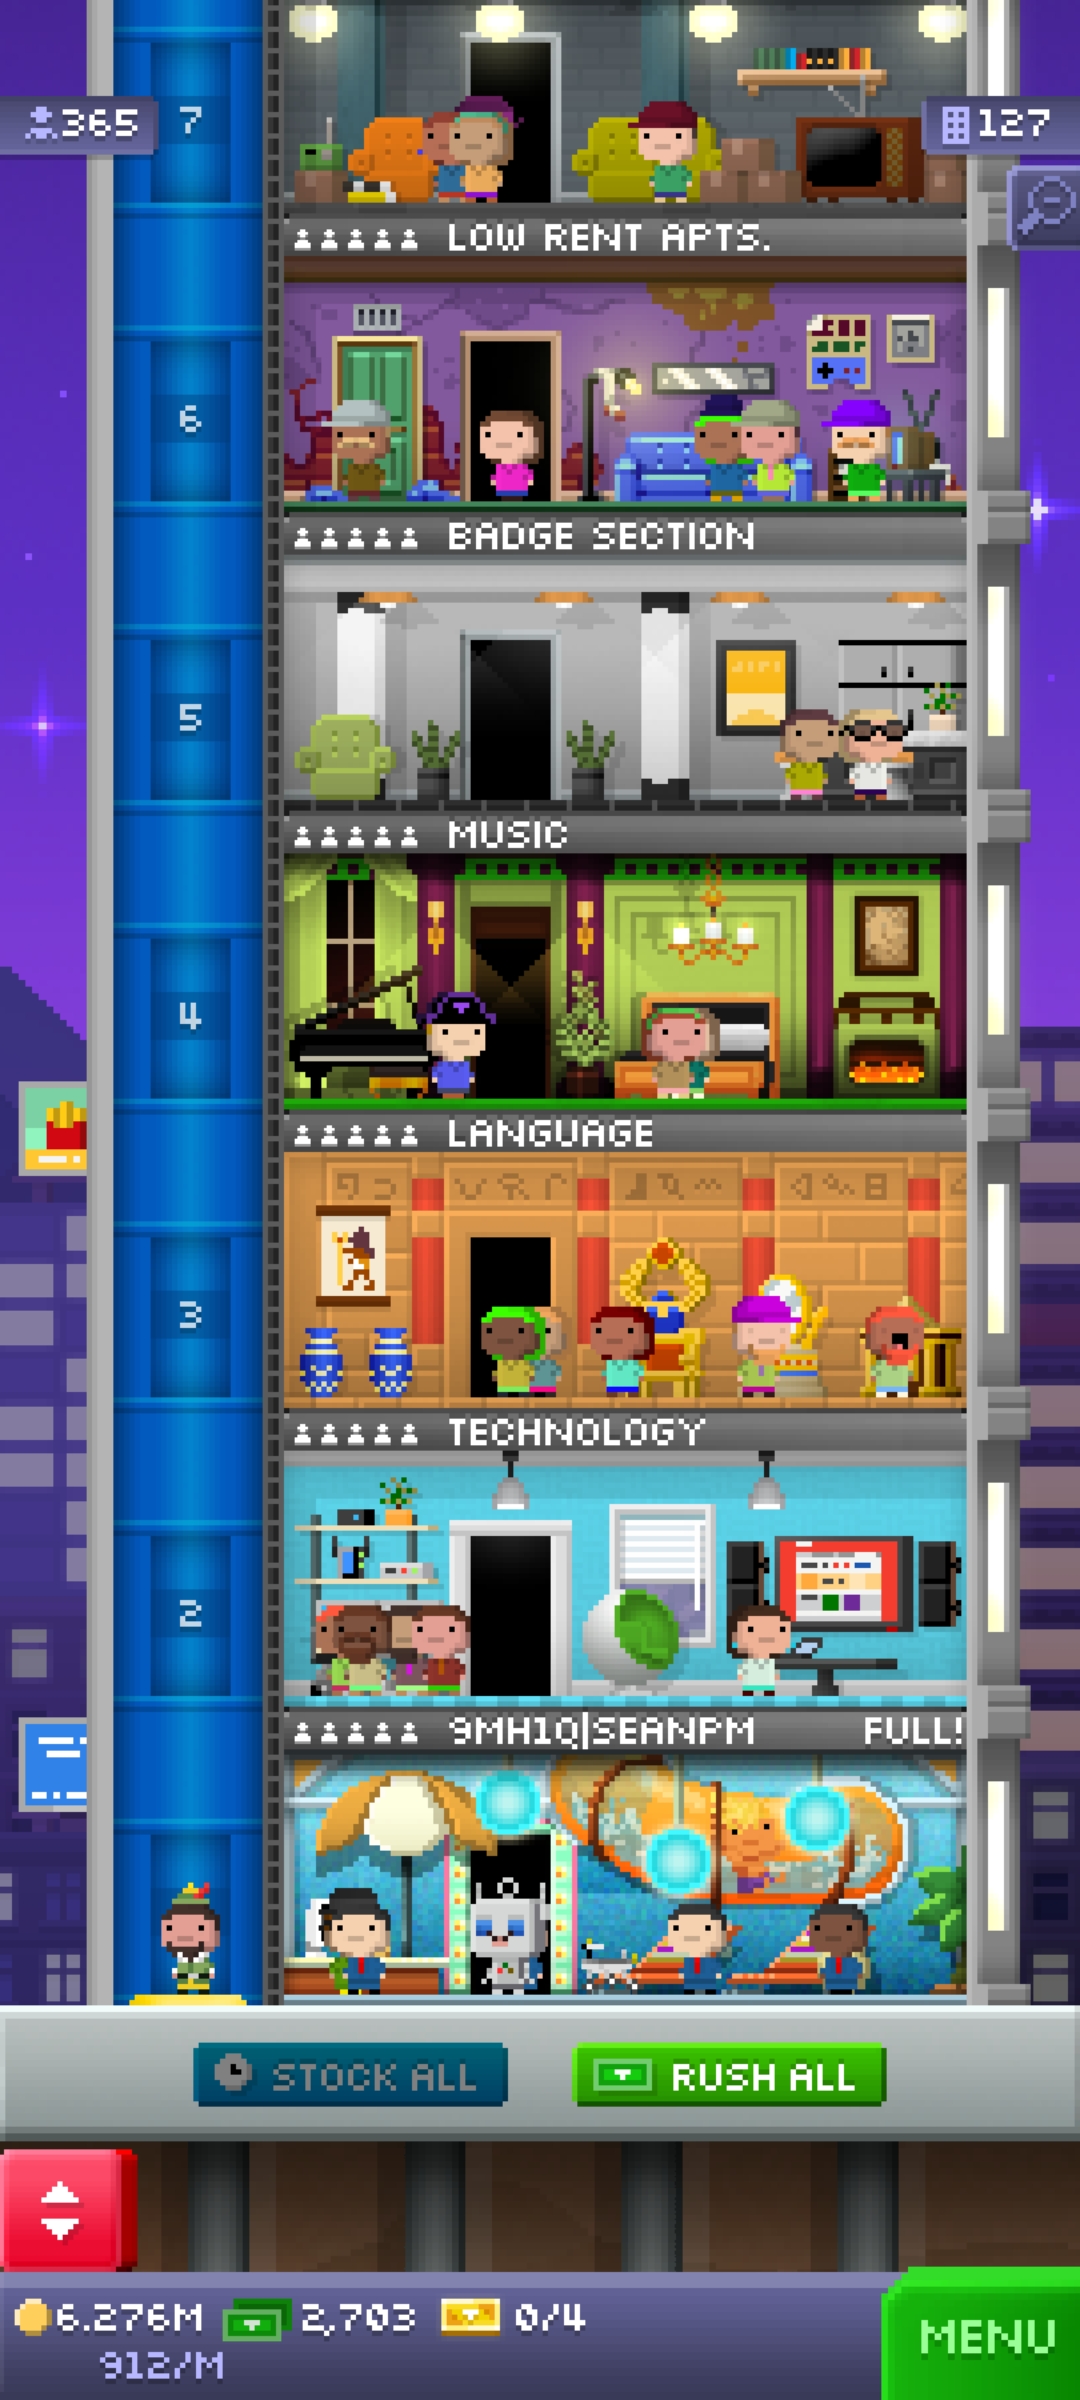 7
365
127
LOW RENT APTS.
6
BADGE SECTION
5
MUSIC
4
LANGUAGE
3
TECHNOLOGY
2
9MH1Q|SEANPM FULL!
STOCK ALL
RUSH ALL
6.276M 2,703 0/4
912/M
MENU